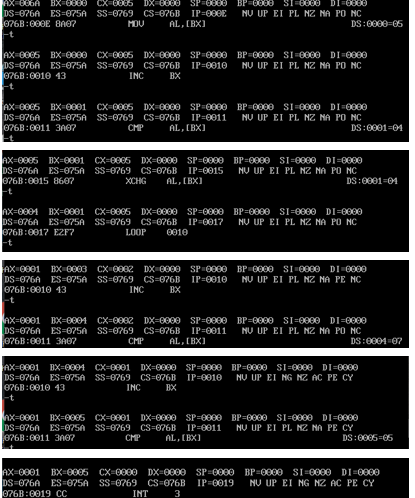 AX=006A  BX=0000  CX=0005  DX=0000  SP=0000  BP=0000  SI=0000  DI=0000
DS=076A  ES=075A  SS=0769  CS=076B  IP=000E   NV UP EI PL NZ NA PO NC
076B:000E 8A07          MOV     AL,[BX]                            DS:0000=05
-t
AX=0005  BX=0000  CX=0005  DX=0000  SP=0000  BP=0000  SI=0000  DI=0000
DS=076A  ES=075A  SS=0769  CS=076B  IP=0010   NV UP EI PL NZ NA PO NC
076B:0010 43            INC     BX
-t
AX=0005  BX=0001  CX=0005  DX=0000  SP=0000  BP=0000  SI=0000  DI=0000
DS=076A  ES=075A  SS=0769  CS=076B  IP=0011   NV UP EI PL NZ NA PO NC
076B:0011 3A07          CMP     AL,[BX]                            DS:0001=04
AX=0005  BX=0001  CX=0005  DX=0000  SP=0000  BP=0000  SI=0000  DI=0000
DS=076A  ES=075A  SS=0769  CS=076B  IP=0015   NV UP EI PL NZ NA PO NC
076B:0015 8607          XCHG    AL,[BX]                            DS:0001=04
-t
AX=0004  BX=0001  CX=0005  DX=0000  SP=0000  BP=0000  SI=0000  DI=0000
DS=076A  ES=075A  SS=0769  CS=076B  IP=0017   NV UP EI PL NZ NA PO NC
076B:0017 E2F7          LOOP    0010
-t
AX=0001  BX=0003  CX=0002  DX=0000  SP=0000  BP=0000  SI=0000  DI=0000
DS=076A  ES=075A  SS=0769  CS=076B  IP=0010   NV UP EI PL NZ NA PO NC
076B:0010 43            INC     BX
-t
AX=0001  BX=0004  CX=0002  DX=0000  SP=0000  BP=0000  SI=0000  DI=0000
DS=076A  ES=075A  SS=0769  CS=076B  IP=0011   NV UP EI PL NZ NA PO NC
076B:0011 3A07          CMP     AL,[BX]                            DS:0004=07
AX=0001  BX=0004  CX=0001  DX=0000  SP=0000  BP=0000  SI=0000  DI=0000
DS=076A  ES=075A  SS=0769  CS=076B  IP=0010   NV UP EI NG NZ AC PE CY
076B:0010 43            INC     BX
-t
AX=0001  BX=0005  CX=0001  DX=0000  SP=0000  BP=0000  SI=0000  DI=0000
DS=076A  ES=075A  SS=0769  CS=076B  IP=0011   NV UP EI PL NZ NA PE CY
076B:0011 3A07          CMP     AL,[BX]                            DS:0005=05
-t
AX=0001  BX=0005  CX=0000  DX=0000  SP=0000  BP=0000  SI=0000  DI=0000
DS=076A  ES=075A  SS=0769  CS=076B  IP=0019   NV UP EI NG NZ AC PE CY
076B:0019 CC            INT     3